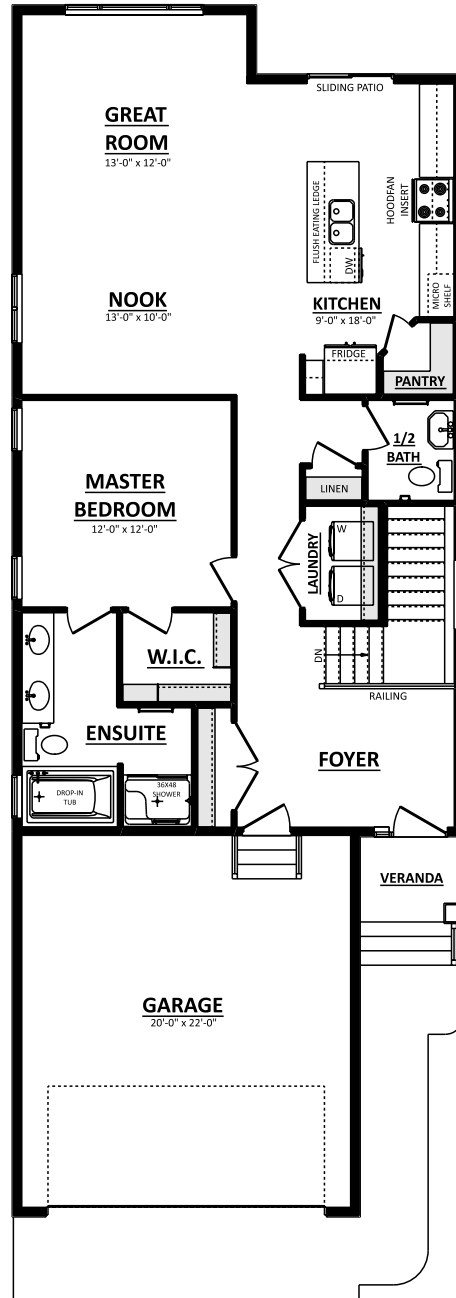 SLIDING PATIO
GREAT
ROOM
13'-0" x 12'-0"
FLUSH EATING LEDGE
HOODFAN
INSERT
DW
MICRO
SHELF
NOOK
13'-0" x 10'-0"
KITCHEN
9'-0" x 18'-0"
FRIDGE
PANTRY
1/2
BATH
MASTER
BEDROOM
12'-0" x 12'-0"
LINEN
LAUNDRY
W
D
W.I.C.
DN
RAILING
ENSUITE
FOYER
DROP-IN
TUB
36X48
SHOWER
VERANDA
GARAGE
20'-0" x 22'-0"